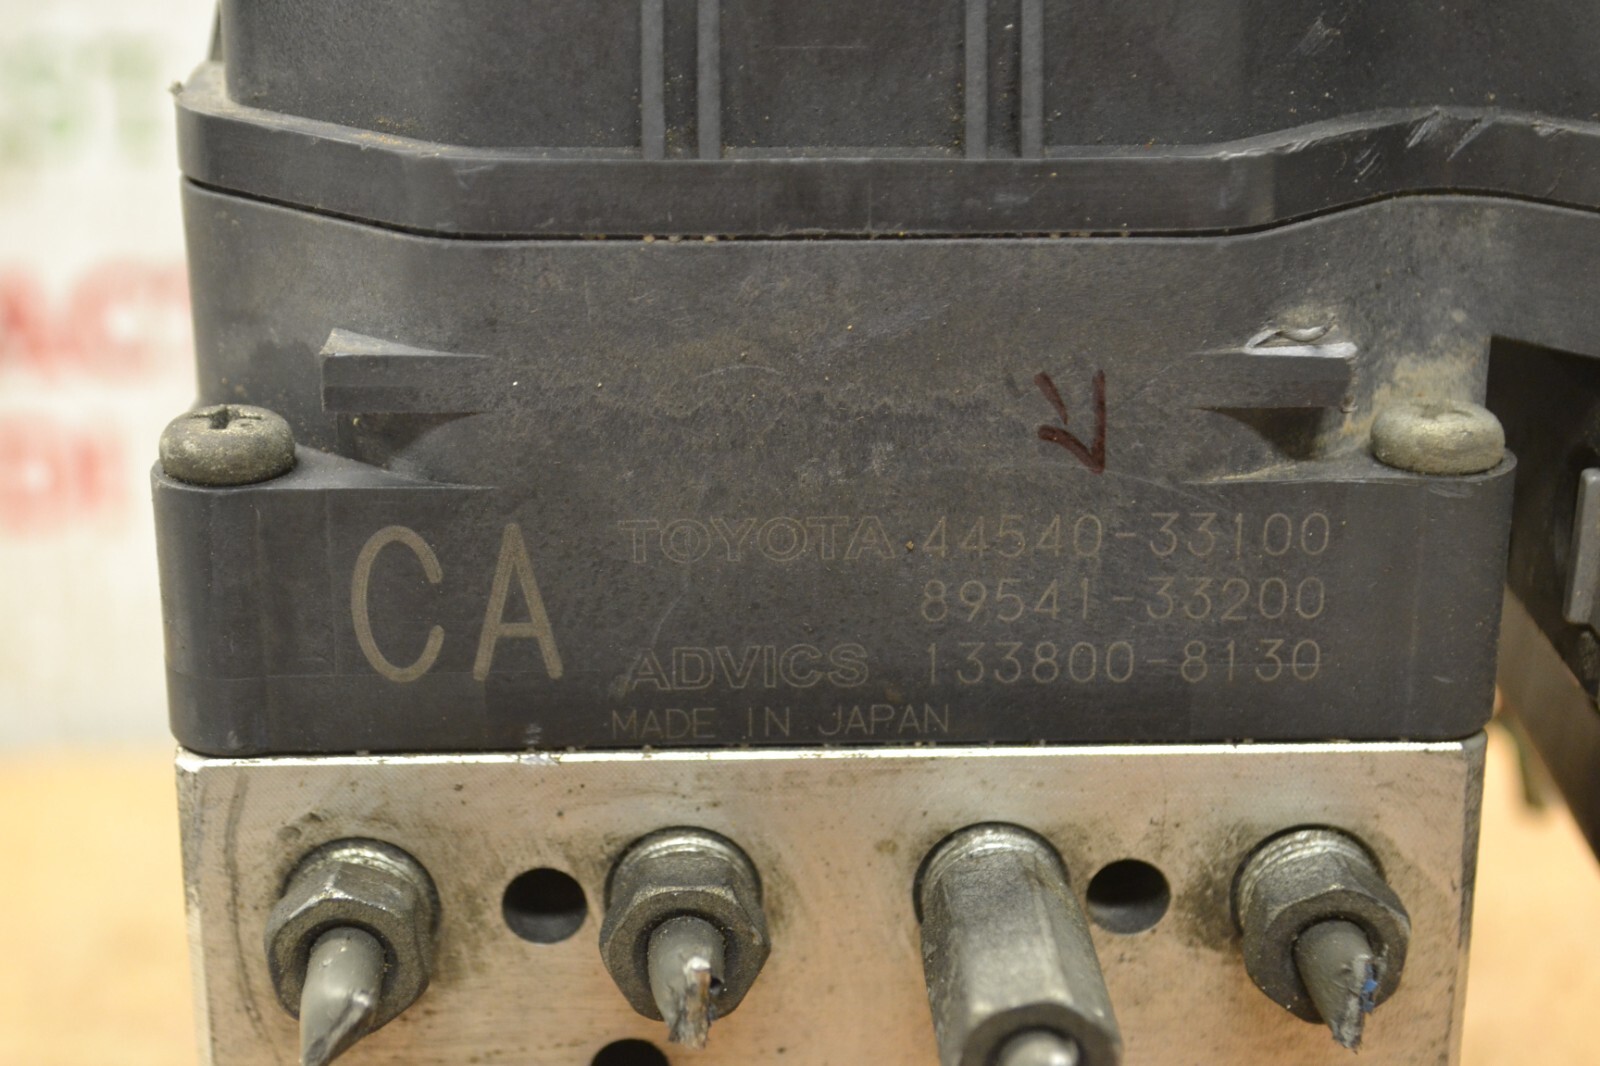 CA
TOYOTA 44540-33100
89541-33200
ADVICS 133800-8130
MADE IN JAPAN